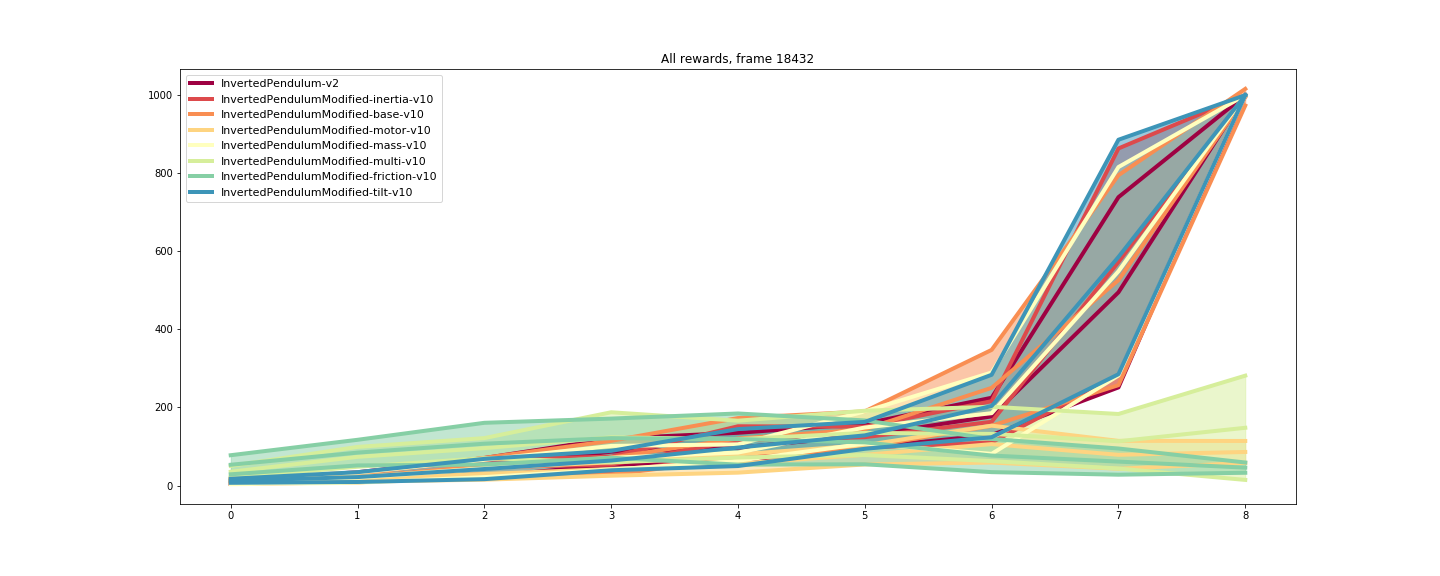 All rewards, frame 18432
InvertedPendulum-v2
InvertedPendulumModified-inertia-v10
InvertedPendulumModified-base-v10
InvertedPendulumModified-motor-v10
InvertedPendulumModified-mass-v10
InvertedPendulumModified-multi-v10
InvertedPendulumModified-friction-v10
InvertedPendulumModified-tilt-v10
1000
800
600
400
200
0
0 1 2 3 4 5 6 7 8